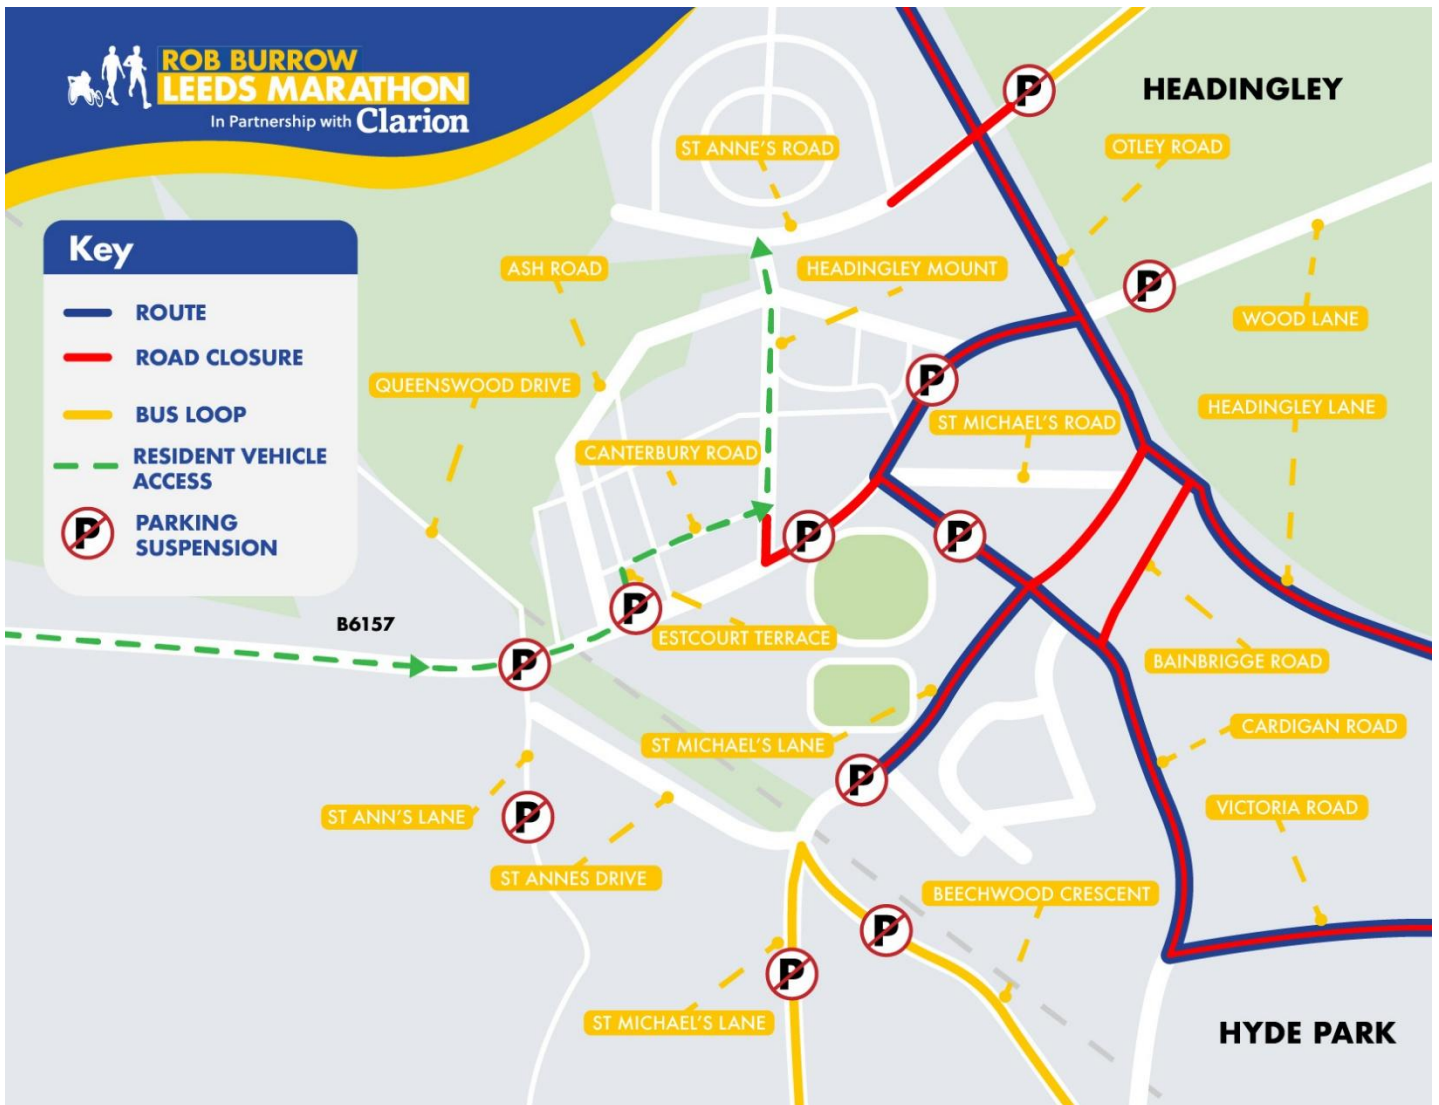 ROB BURROW
LEEDS MARATHON
In Partnership with Clarion
HEADINGLEY
ST ANNE'S ROAD
OTLEY ROAD
Key
ROUTE
ROAD CLOSURE
BUS LOOP
RESIDENT VEHICLE
ACCESS
P PARKING
SUSPENSION
P
ASH ROAD
HEADINGLEY MOUNT
P
WOOD LANE
QUEENSWOOD DRIVE
P
HEADINGLEY LANE
ST MICHAEL'S ROAD
CANTERBURY ROAD
P
P
P
B6157
ESTCOURT TERRACE
P
BAINBRIGGE ROAD
CARDIGAN ROAD
ST MICHAEL'S LANE
P
ST ANN'S LANE
P
VICTORIA ROAD
ST ANNES DRIVE
BEECHWOOD CRESCENT
P
P
ST MICHAEL'S LANE
HYDE PARK